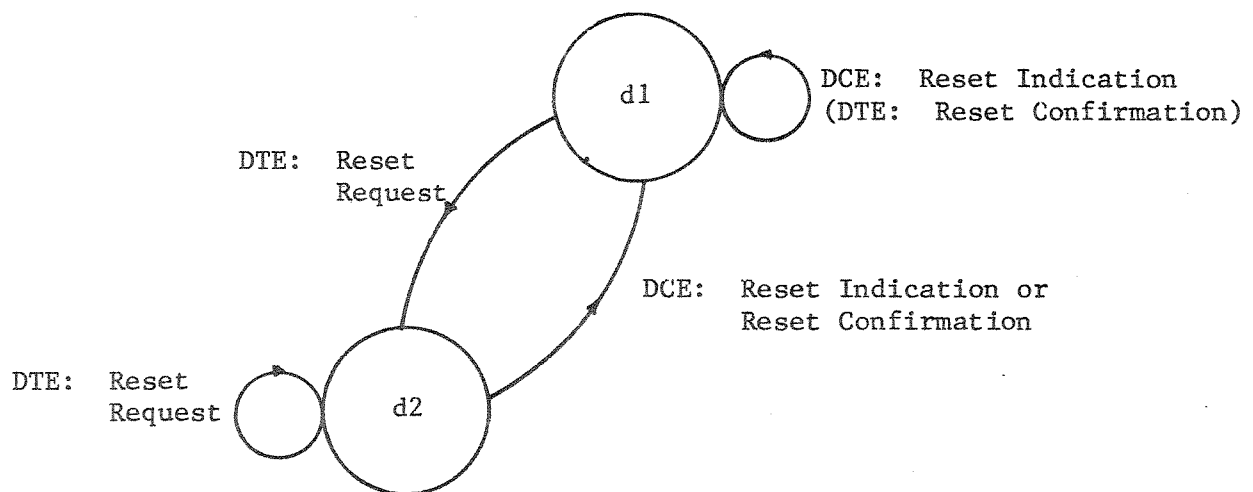 d1
DCE: Reset Indication
(DTE: Reset Confirmation)
DTE: Reset
Request
DCE: Reset Indication or
Reset Confirmation
DTE: Reset
Request
d2